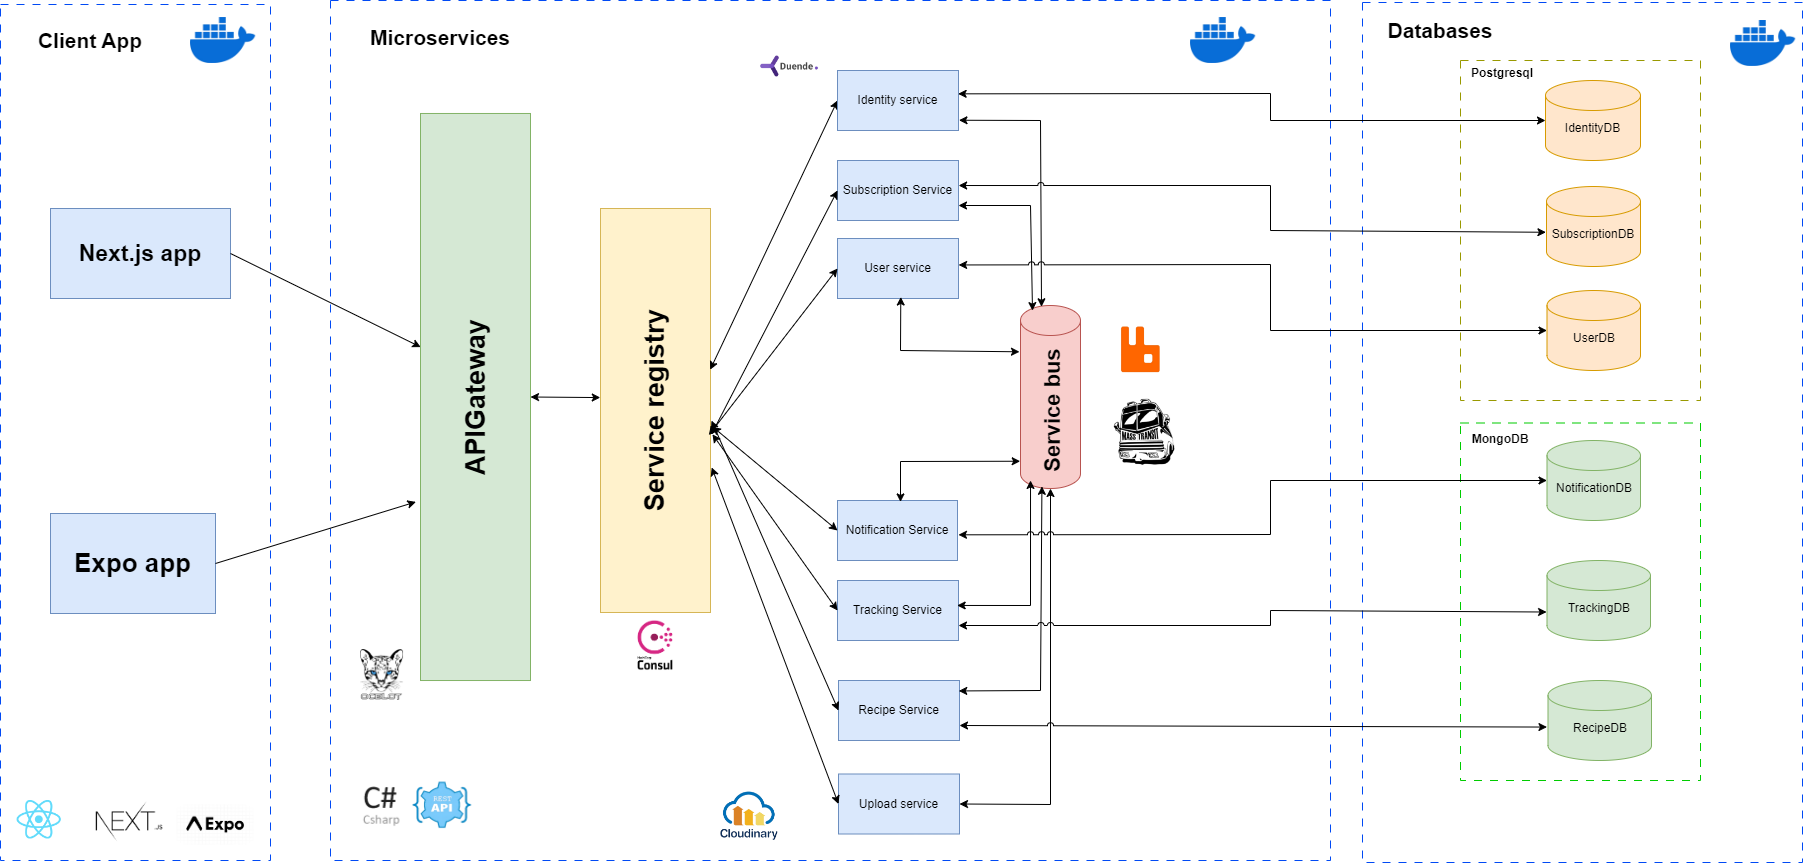 Client App
Next.js app
Expo app
NEXT.JS
Expo
Microservices
APIGateway
OCELOT
C#
Csharp
REST
API
Service registry
HashiCorp
Consul
Duende.
Identity service
Subscription Service
User service
Notification Service
Tracking Service
Recipe Service
Upload service
Cloudinary
Service bus
MASS TRANSIT
Databases
Postgresql
IdentityDB
SubscriptionDB
UserDB
MongoDB
NotificationDB
TrackingDB
RecipeDB